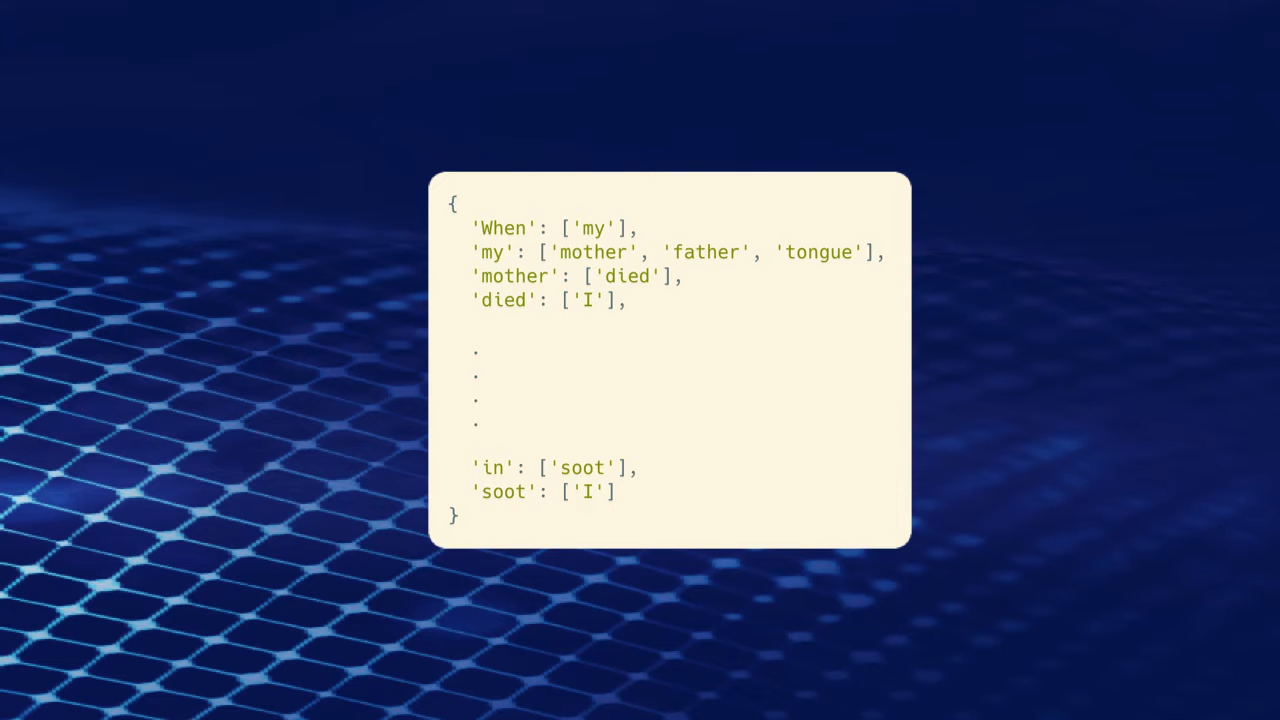 {
'When': ['my'],
'my': ['mother', 'father', 'tongue'],
'mother': ['died'],
'died': ['I'],
.
.
.
.
'in': ['soot'],
'soot': ['I']
}